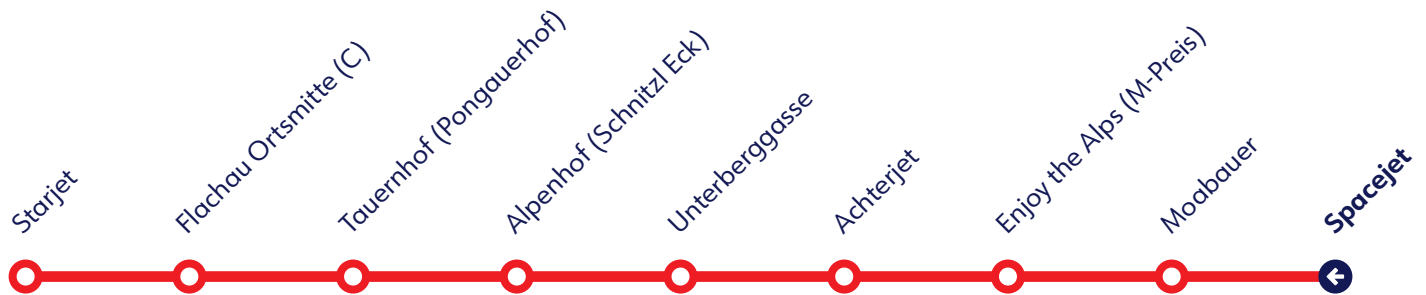 Starjet
Flachau Ortsmitte (C)
Tauernhof (Pongauerhof)
Alpenhof (Schnitzl Eck)
Unterberggasse
Achterjet
Enjoy the Alps (M-Preis)
Moabauer
Spacejet